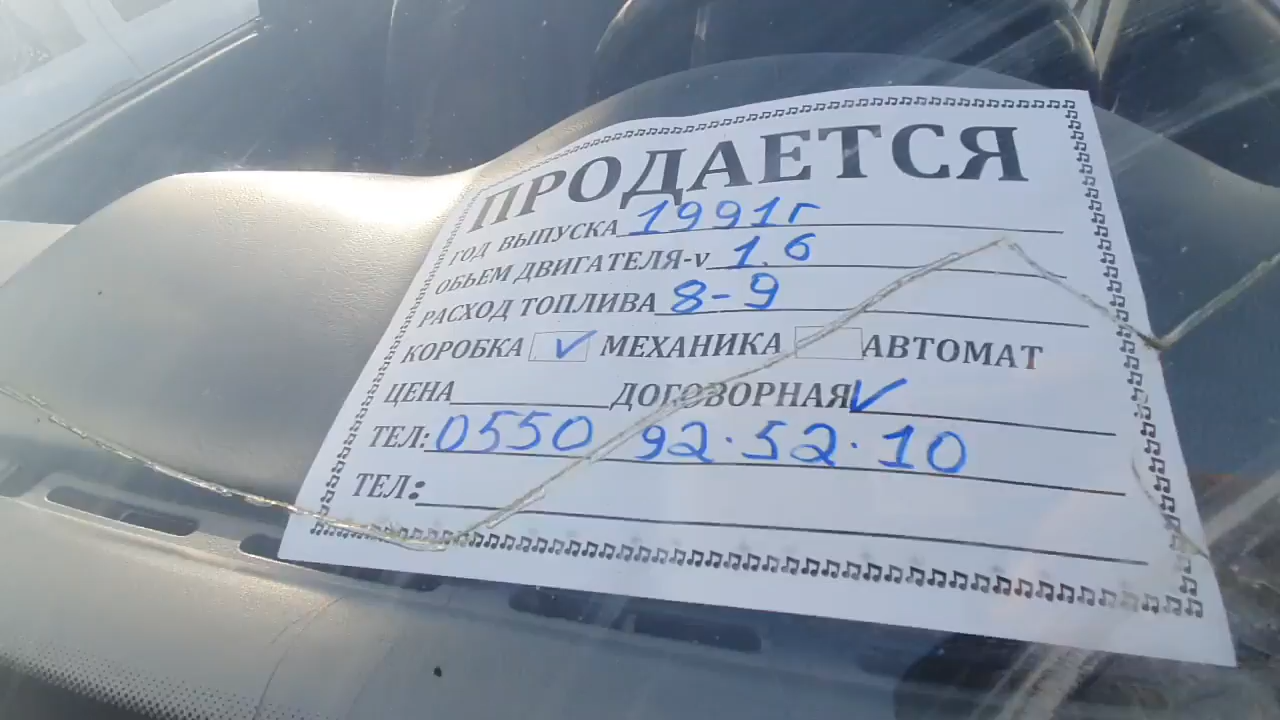 ПРОДАЕТСЯ
ГОД ВЫПУСКА 1991г
ОБЬЕМ ДВИГАТЕЛЯ-v 1.6
РАСХОД ТОПЛИВА 8-9
КОРОБКА ✓ МЕХАНИКА АВТОМАТ
ЦЕНА ДОГОВОРНАЯ ✓
ТЕЛ: 0550 92.52.10
ТЕЛ: